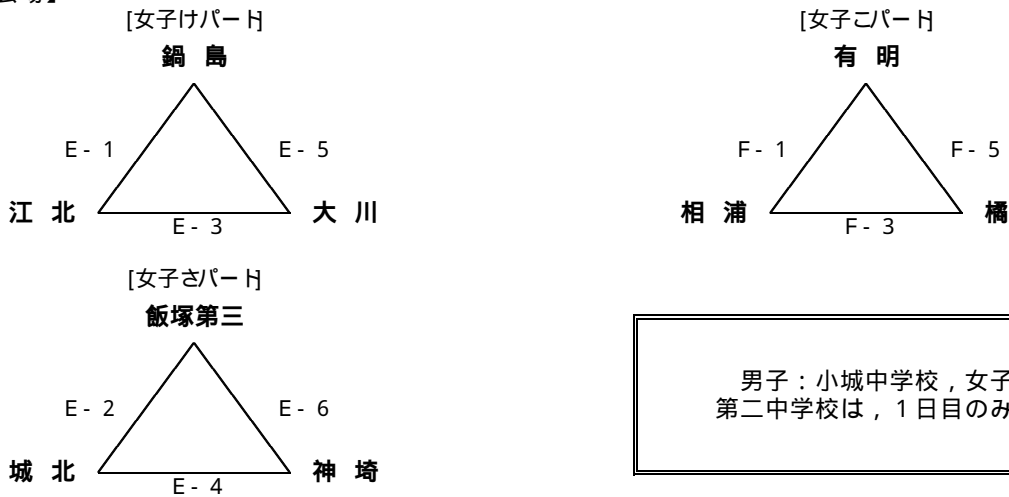 [女子けパート]
鍋 島
E- 1
E- 5
江 北
大 川
E- 3
[女子こパート]
有 明
F- 1
F- 5
相 浦
橘
F- 3
[女子さパート]
飯塚第三
E- 2
E- 6
城 北
神 埼
E- 4
男子：小城中学校，女子
第二中学校は，１日目のみ